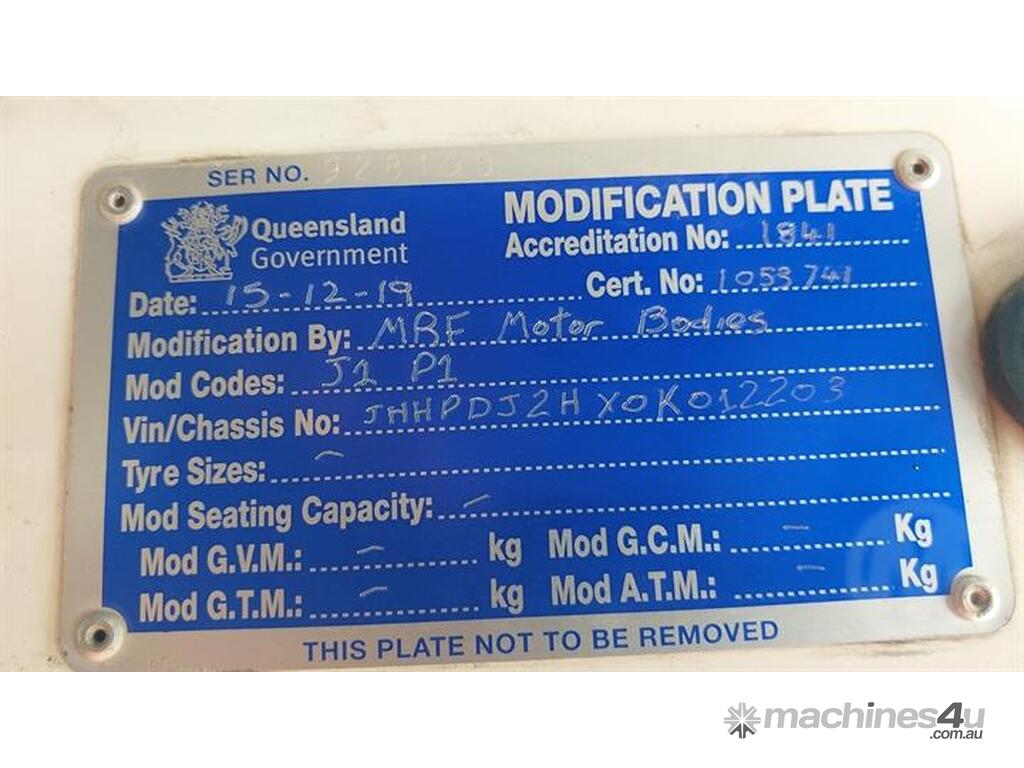 SER NO. 928198
Queensland
Government
MODIFICATION PLATE
Accreditation No: 1841
Date: 15-12-19
Cert. No: 1053741
Modification By: MBF Motor Bodies
Mod Codes: J1 P1
Vin/Chassis No: JHHPDJ2HX0K012203
Tyre Sizes: -
Mod Seating Capacity: -
Mod G.V.M.: - kg Mod G.C.M.: - Kg
Mod G.T.M.: - kg Mod A.T.M.: - Kg
THIS PLATE NOT TO BE REMOVED
machines4u
.com.au